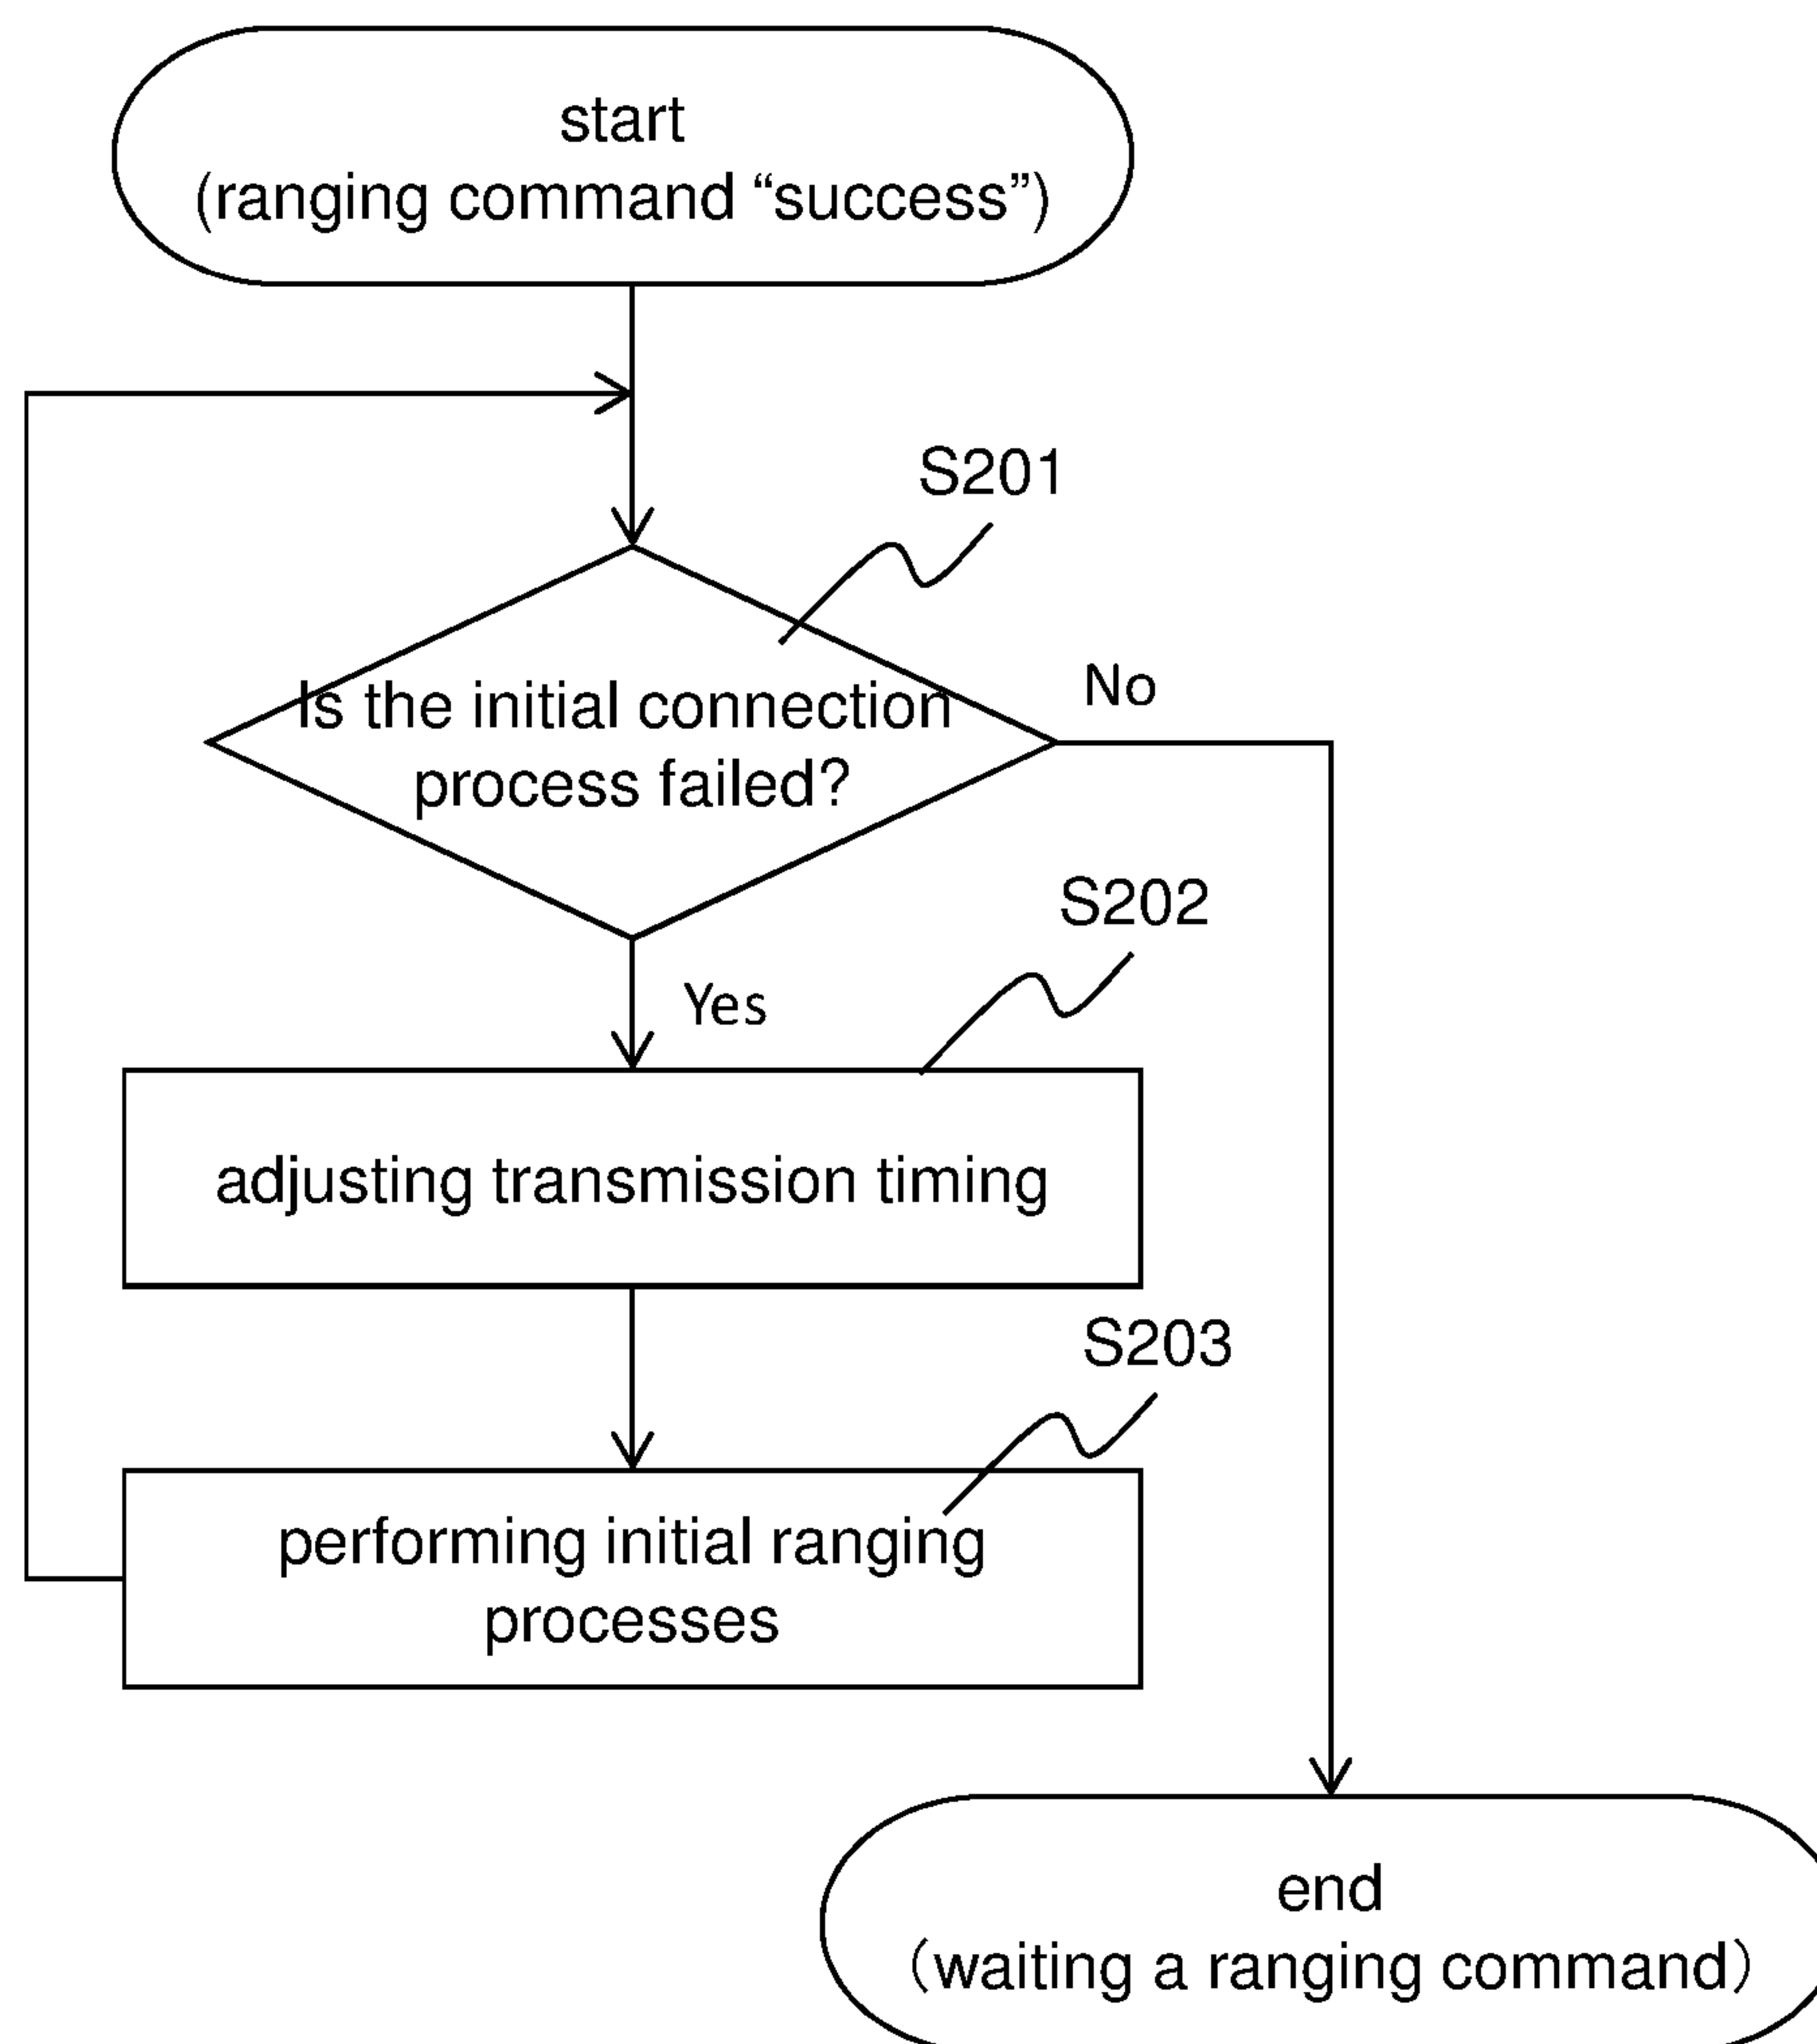 start
(ranging command “success”)
S201
Is the initial connection
process failed?
No
S202
Yes
adjusting transmission timing
S203
performing initial ranging
processes
end
(waiting a ranging command)